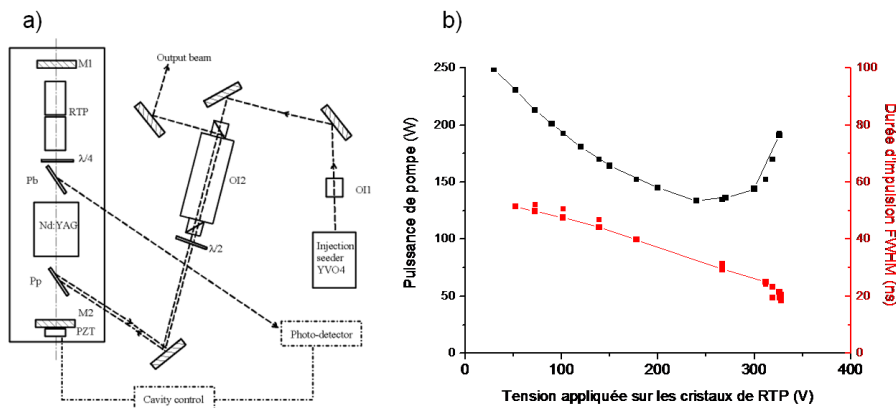 a)
M1
RTP
λ/4
Pb
Nd:YAG
Pp
M2
PZT
Output beam
OI2
λ/2
OI1
Injection
seeder
YVO4
Photo-detector
Cavity control
b)
Puissance de pompe (W)
250
200
150
100
50
0
0
100
200
300
400
Tension appliquée sur les cristaux de RTP (V)
100
80
60
40
20
0
Durée d'impulsion FWHM (ns)